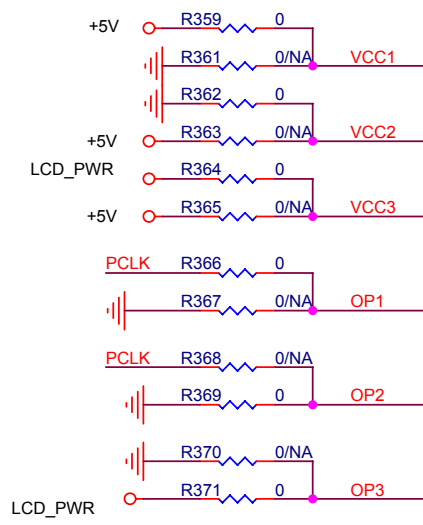 +5V R359 0
R361 0/NA VCC1
R362 0
+5V R363 0/NA VCC2
LCD_PWR R364 0
+5V R365 0/NA VCC3
PCLK R366 0
R367 0/NA OP1
PCLK R368 0/NA
R369 0 OP2
R370 0/NA
LCD_PWR R371 0 OP3